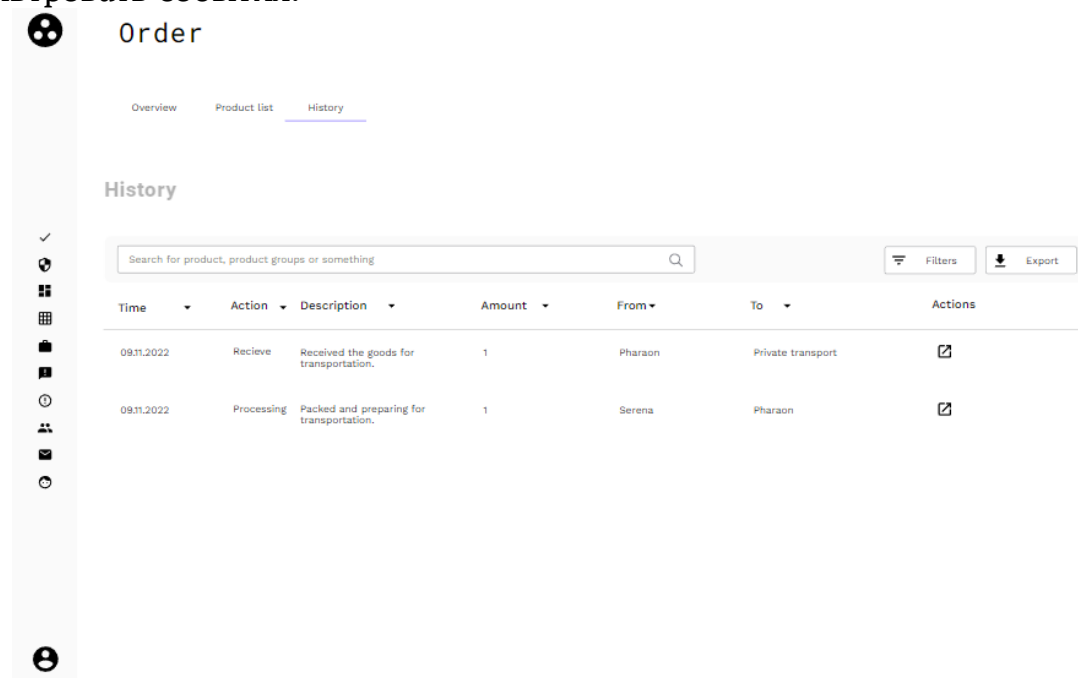 Order
Overview Product list History
History
Search for product, product groups or something
Filters Export
Time Action Description Amount From To Actions
09.11.2022 Recieve Received the goods for transportation. 1 Pharaon Private transport
09.11.2022 Processing Packed and preparing for transportation. 1 Serena Pharaon